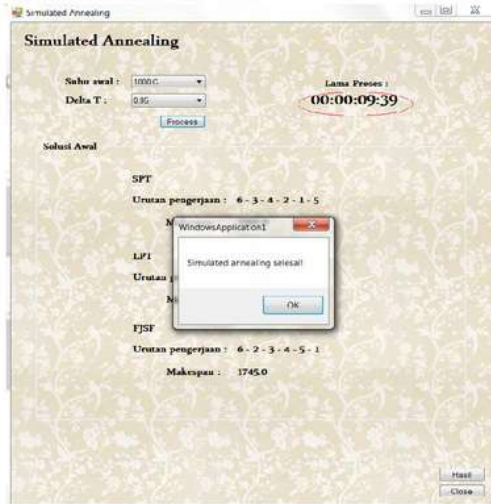 Simulated Annealing
Simulated Annealing
Suhu awal : 1000 C
Lama Proses :
Delta T : 0.95
00:00:09:39
Process
Solusi Awal
SPT
Urutan pengerjaan : 6 - 3 - 4 - 2 - 1 - 5
WindowsApplication1
LPT
Simulated annealing selesai!
Urutan
OK
FJSF
Urutan pengerjaan : 6 - 2 - 3 - 4 - 5 - 1
Makespan : 1745.0
Hasil
Close